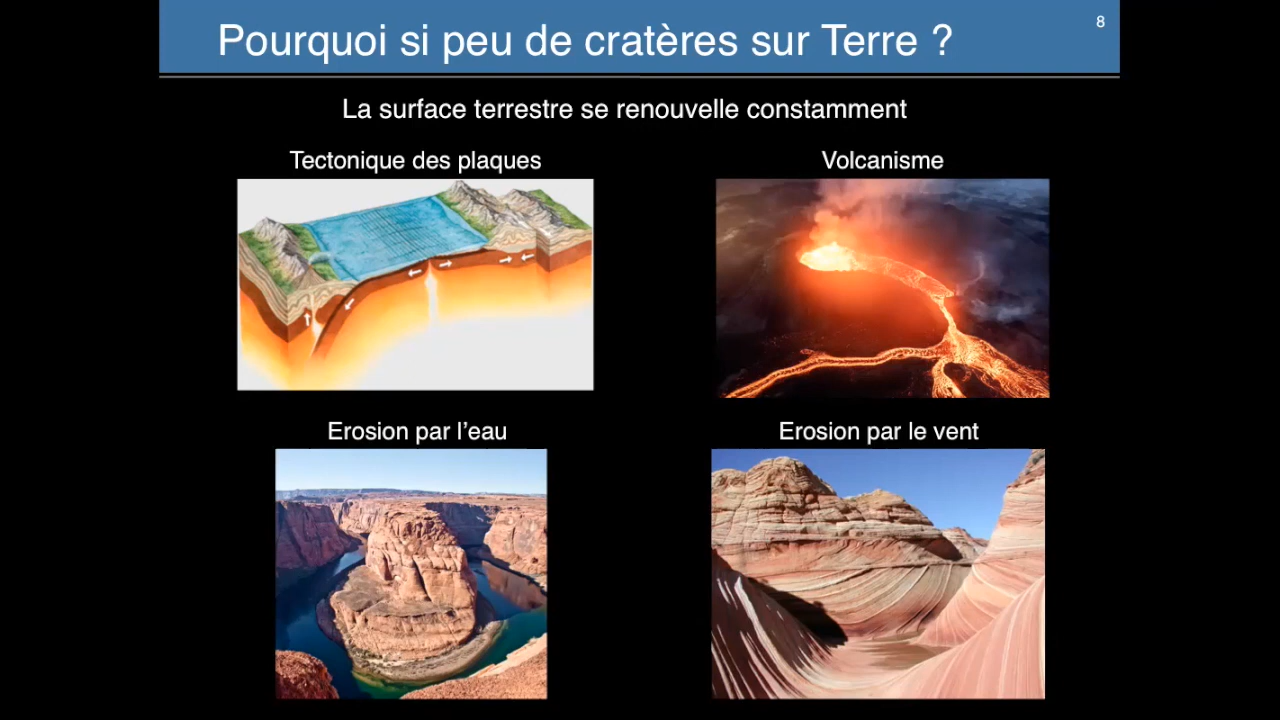 Pourquoi si peu de cratères sur Terre ?
8
La surface terrestre se renouvelle constamment
Tectonique des plaques
Volcanisme
Erosion par l'eau
Erosion par le vent